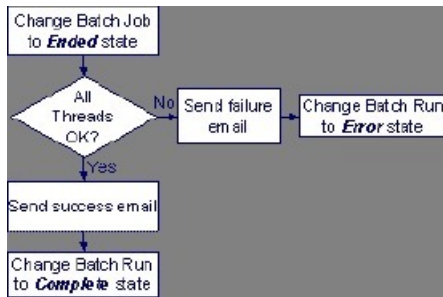 Change Batch Job
to Ended state
All
Threads
OK?
No
Send failure
email
Change Batch Run
to Error state
Yes
Send success email
Change Batch Run
to Complete state